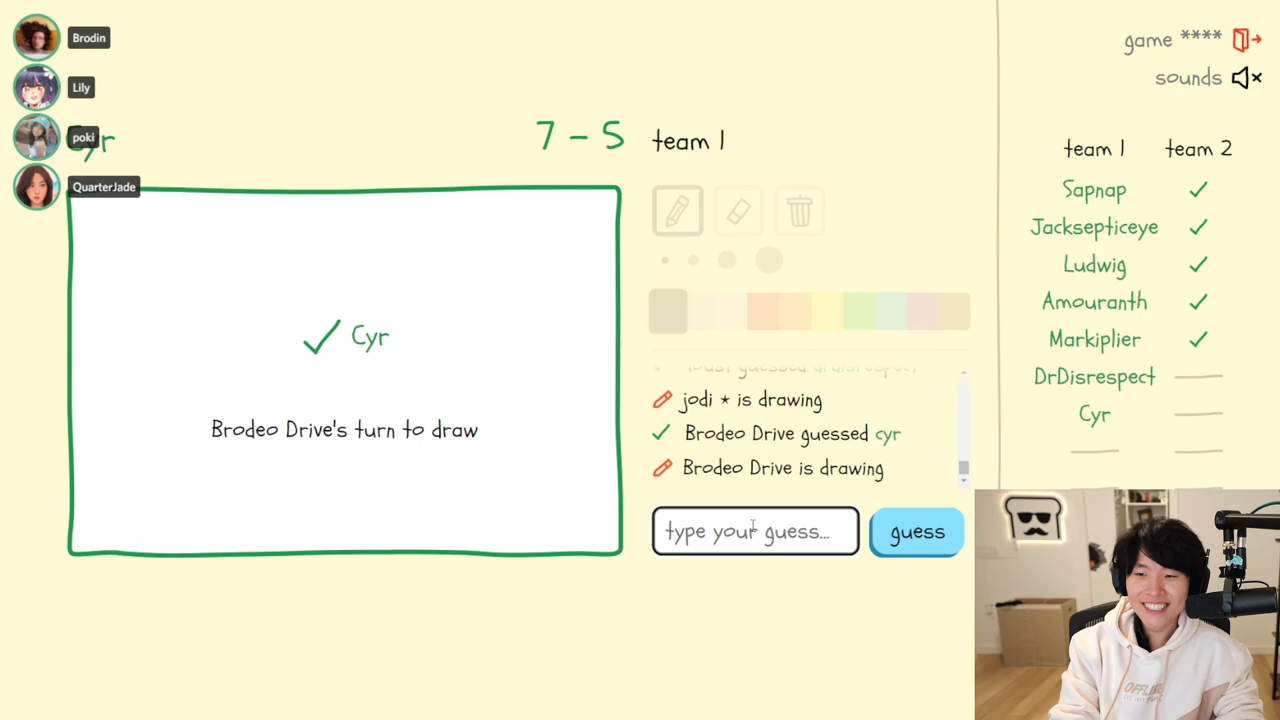 Brodin
Lily
poki
QuarterJade
7 - 5
team 1
Cyr
Brodeo Drive's turn to draw
jodi * is drawing
Brodeo Drive guessed cyr
Brodeo Drive is drawing
type your guess...
guess
game ****
sounds
team 1 team 2
Sapnap
Jacksepticeye
Ludwig
Amouranth
Markiplier
DrDisrespect
Cyr
OFFLINE